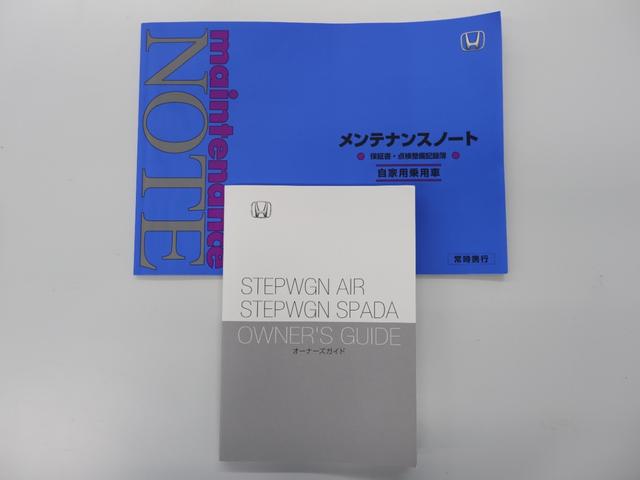 maintenance
NOTE
メンテナンスノート
保証書・点検整備記録簿
自家用乗用車
常時携行
STEPWGN AIR
STEPWGN SPADA
OWNER'S GUIDE
オーナーズガイド